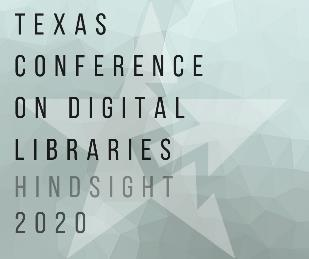 TEXAS
CONFERENCE
ON DIGITAL
LIBRARIES
HINDSIGHT
2020